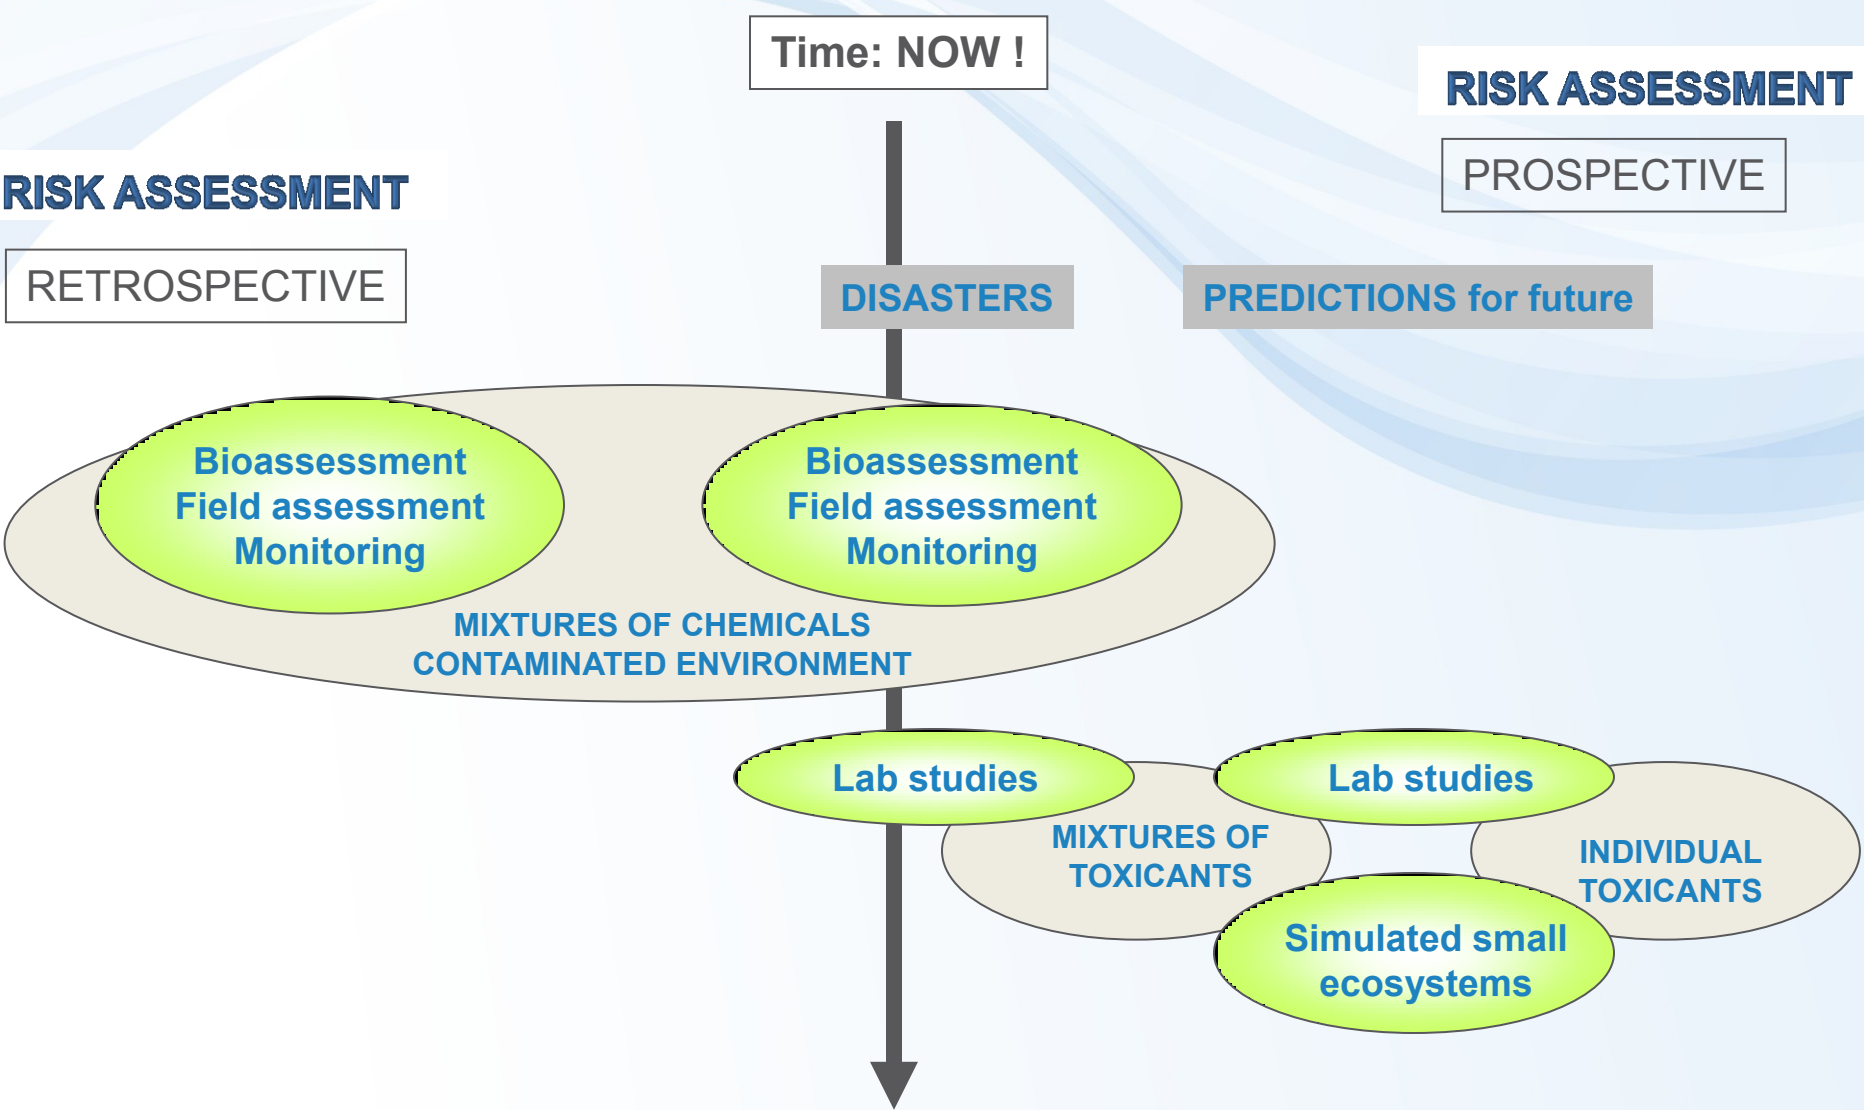 Time: NOW !
RISK ASSESSMENT
PROSPECTIVE
RISK ASSESSMENT
RETROSPECTIVE
DISASTERS
PREDICTIONS for future
Bioassessment
Field assessment
Monitoring
Bioassessment
Field assessment
Monitoring
MIXTURES OF CHEMICALS
CONTAMINATED ENVIRONMENT
Lab studies
Lab studies
MIXTURES OF
TOXICANTS
INDIVIDUAL
TOXICANTS
Simulated small
ecosystems